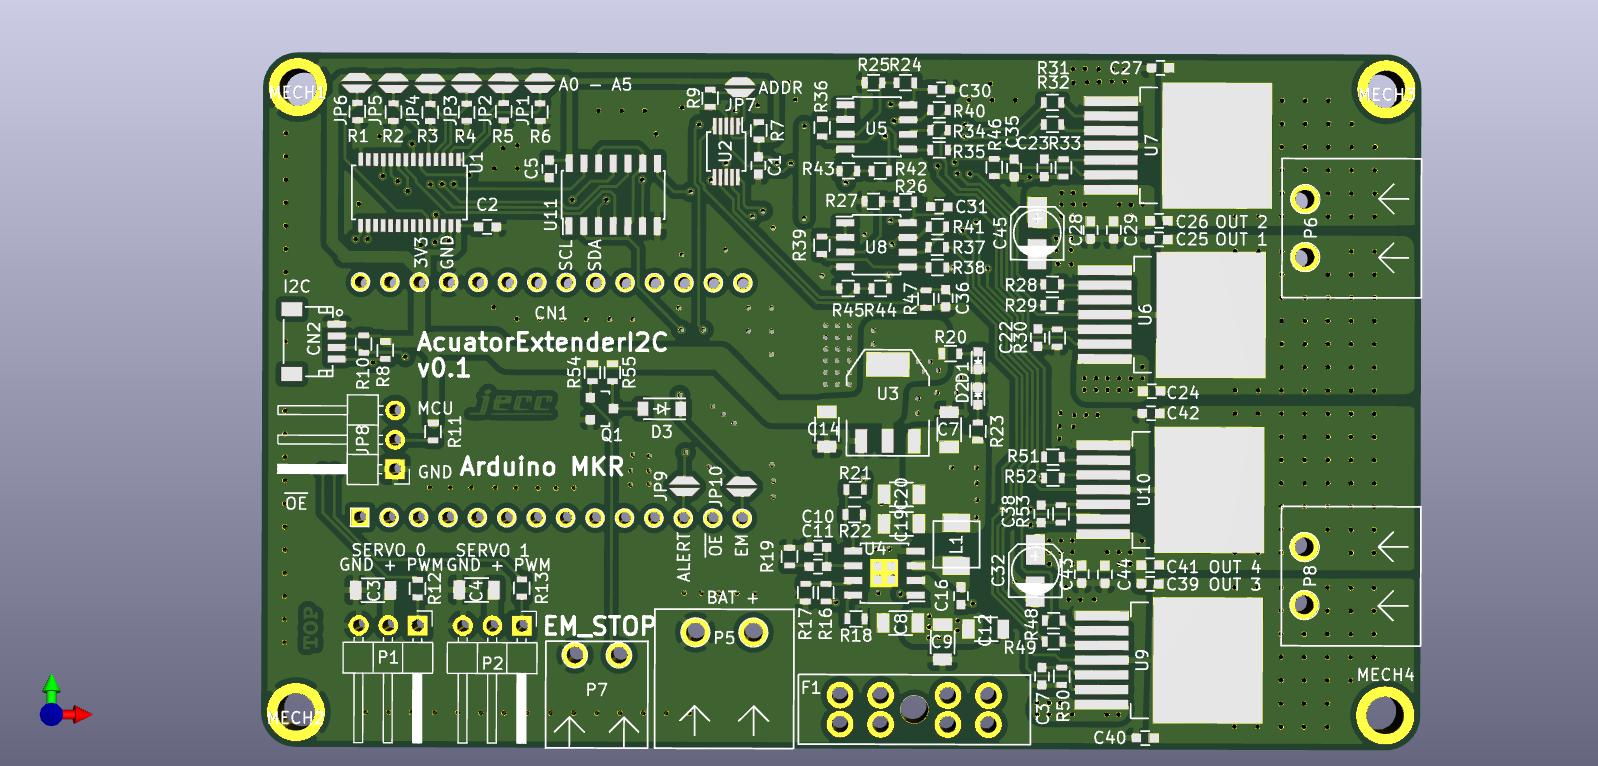 MECH1
JP6 JP5 JP4 JP3 JP2 JP1 A0 - A5
R1 R2 R3 R4 R5 R6
U1
C2
C5
U11
3V3 GND SCL SDA
R9 ADDR
JP7
R7
U2
C1
R36
R25 R24
C30
R40
U5
R34
R35
R43 R42
R26
R27
C31
R41
R39
U8
R37
R38
R47 C36
R45 R44
R46 C35
C23 R33
R31
R32
C27
U7
MECH3
C45
C28 C29
C26 OUT 2
C25 OUT 1
P6
R28
R29
C22 R30
U6
C24
C42
I2C
CN2
CN1
R10 R8
AcuatorExtenderI2C
v0.1
R54 R55
jecc
Q1
D3
MCU
JP8
R11
GND
Arduino MKR
OE
R20
D2 D1
U3
C14
C7
R23
JP9 JP10
R21
C20
C10
C11
R22
C19
L1
R19
U4
C16
R17 R16
R18
C8
C9
C12
R51
R52
C38 R53
U10
C32
C43 C44
C41 OUT 4
C39 OUT 3
P8
R48
R49
C37 R50
U9
C40
MECH4
ALERT OE EM
SERVO 0 SERVO 1
GND + PWM GND + PWM
C3 R12 C4 R13
BAT +
TOP
EM_STOP
P5
P1 P2
P7
F1
MECH2